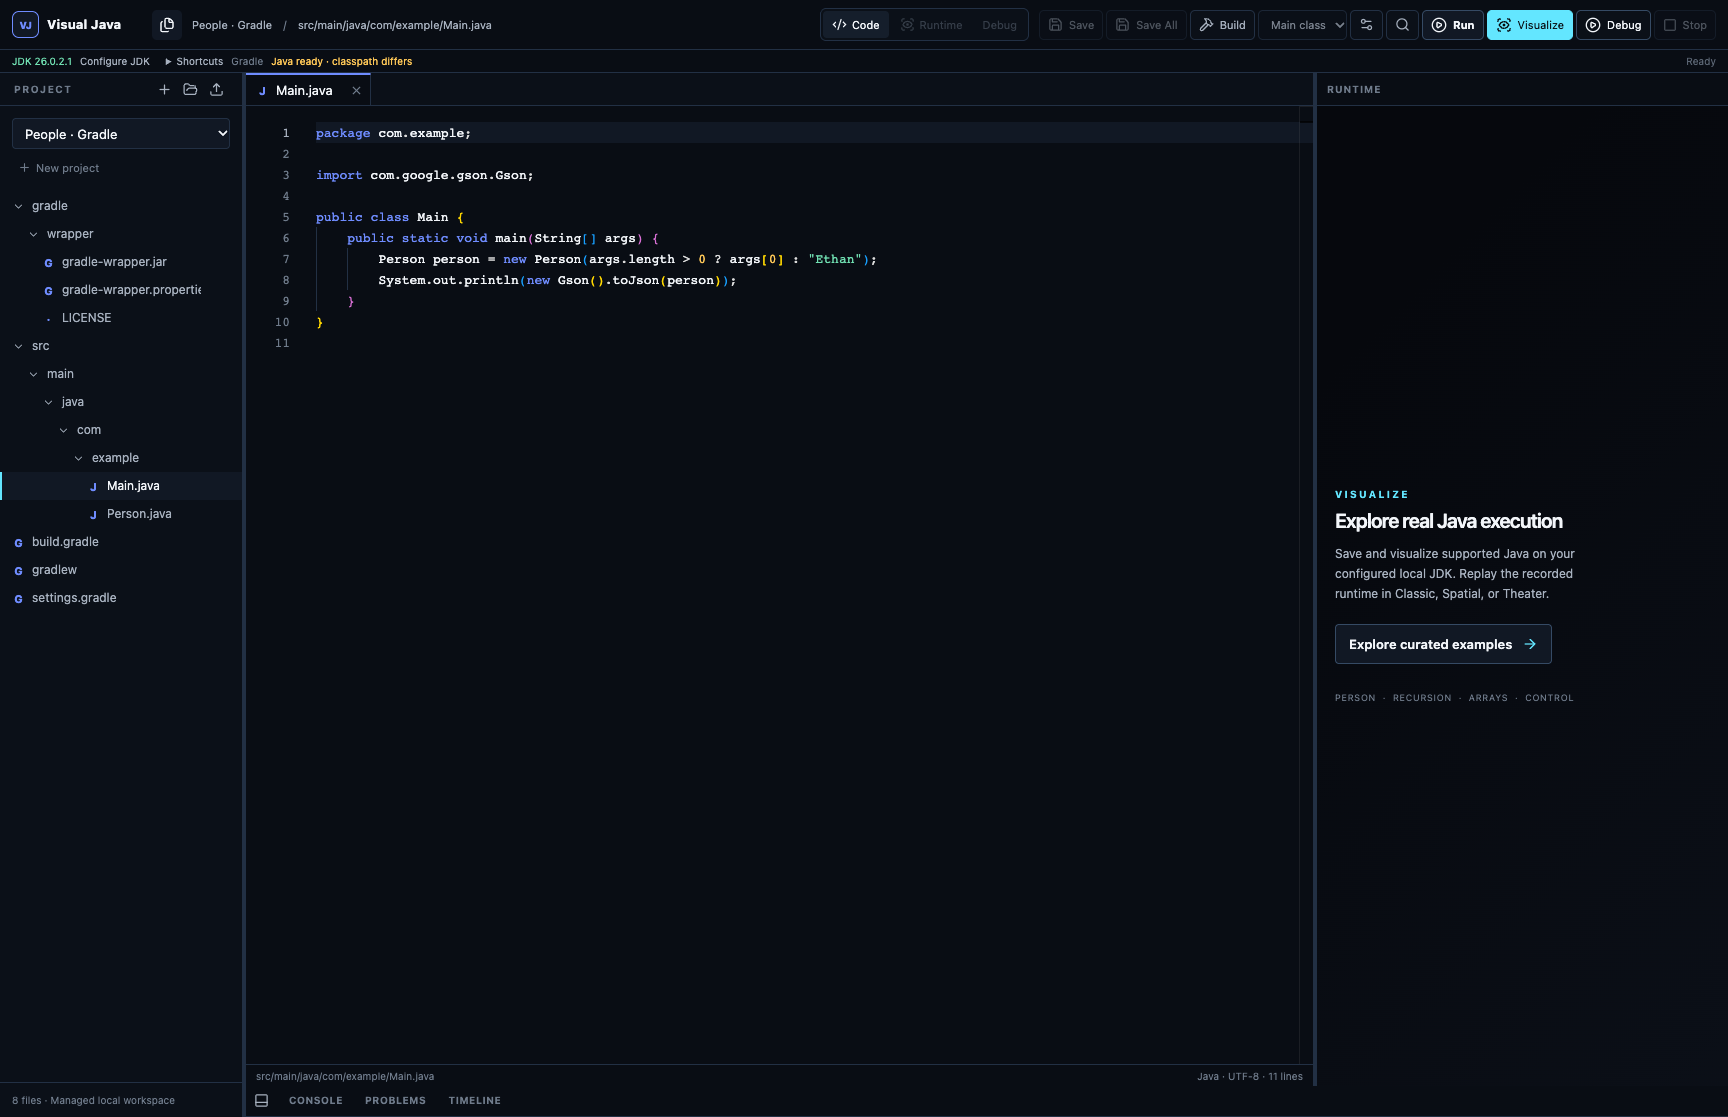 VJ Visual Java People · Gradle / src/main/java/com/example/Main.java Code Runtime Debug Save Save All Build Main class Run Visualize Debug Stop
JDK 26.0.2.1 Configure JDK Shortcuts Gradle Java ready · classpath differs Ready
PROJECT
People · Gradle
+ New project
gradle
wrapper
G gradle-wrapper.jar
G gradle-wrapper.propertie
LICENSE
src
main
java
com
example
J Main.java
J Person.java
G build.gradle
G gradlew
G settings.gradle
8 files · Managed local workspace
J Main.java ×
1 package com.example;
2
3 import com.google.gson.Gson;
4
5 public class Main {
6 public static void main(String[] args) {
7 Person person = new Person(args.length > 0 ? args[0] : "Ethan");
8 System.out.println(new Gson().toJson(person));
9 }
10 }
11
src/main/java/com/example/Main.java Java · UTF-8 · 11 lines
CONSOLE PROBLEMS TIMELINE
RUNTIME
VISUALIZE
Explore real Java execution
Save and visualize supported Java on your
configured local JDK. Replay the recorded
runtime in Classic, Spatial, or Theater.
Explore curated examples →
PERSON · RECURSION · ARRAYS · CONTROL